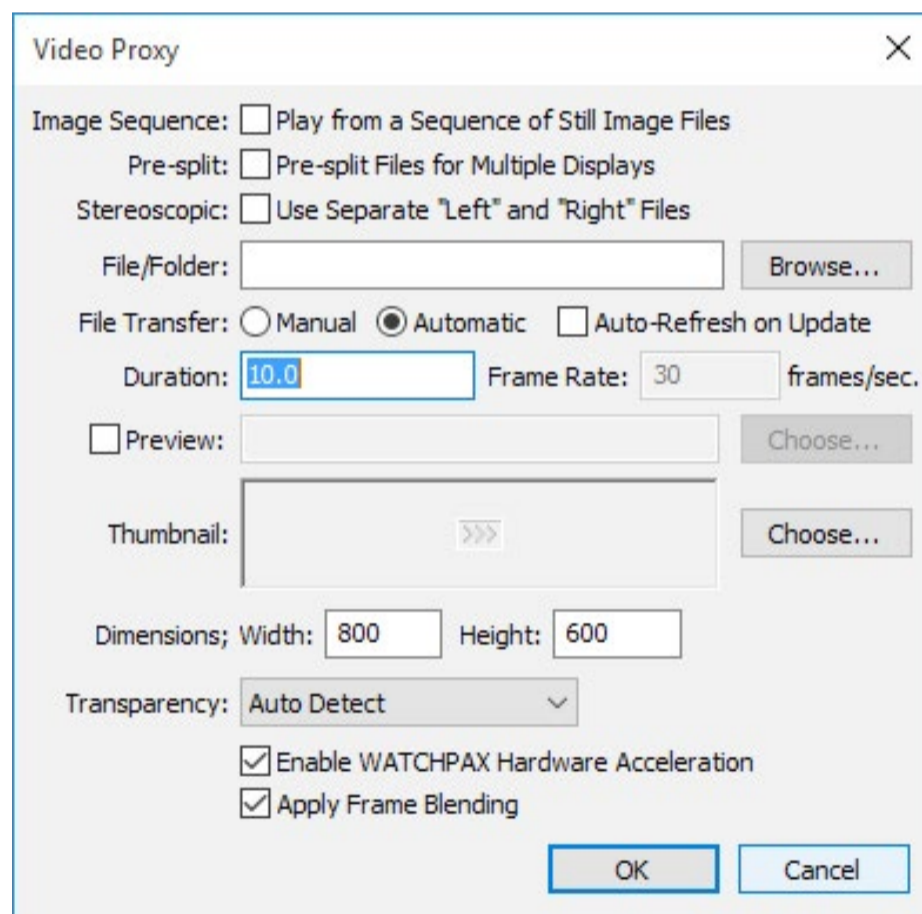 Video Proxy
Image Sequence: Play from a Sequence of Still Image Files
Pre-split: Pre-split Files for Multiple Displays
Stereoscopic: Use Separate "Left" and "Right" Files
File/Folder: Browse...
File Transfer: Manual Automatic Auto-Refresh on Update
Duration: 10.0 Frame Rate: 30 frames/sec.
Preview: Choose...
Thumbnail: >>> Choose...
Dimensions; Width: 800 Height: 600
Transparency: Auto Detect
Enable WATCHPAX Hardware Acceleration
Apply Frame Blending
OK Cancel